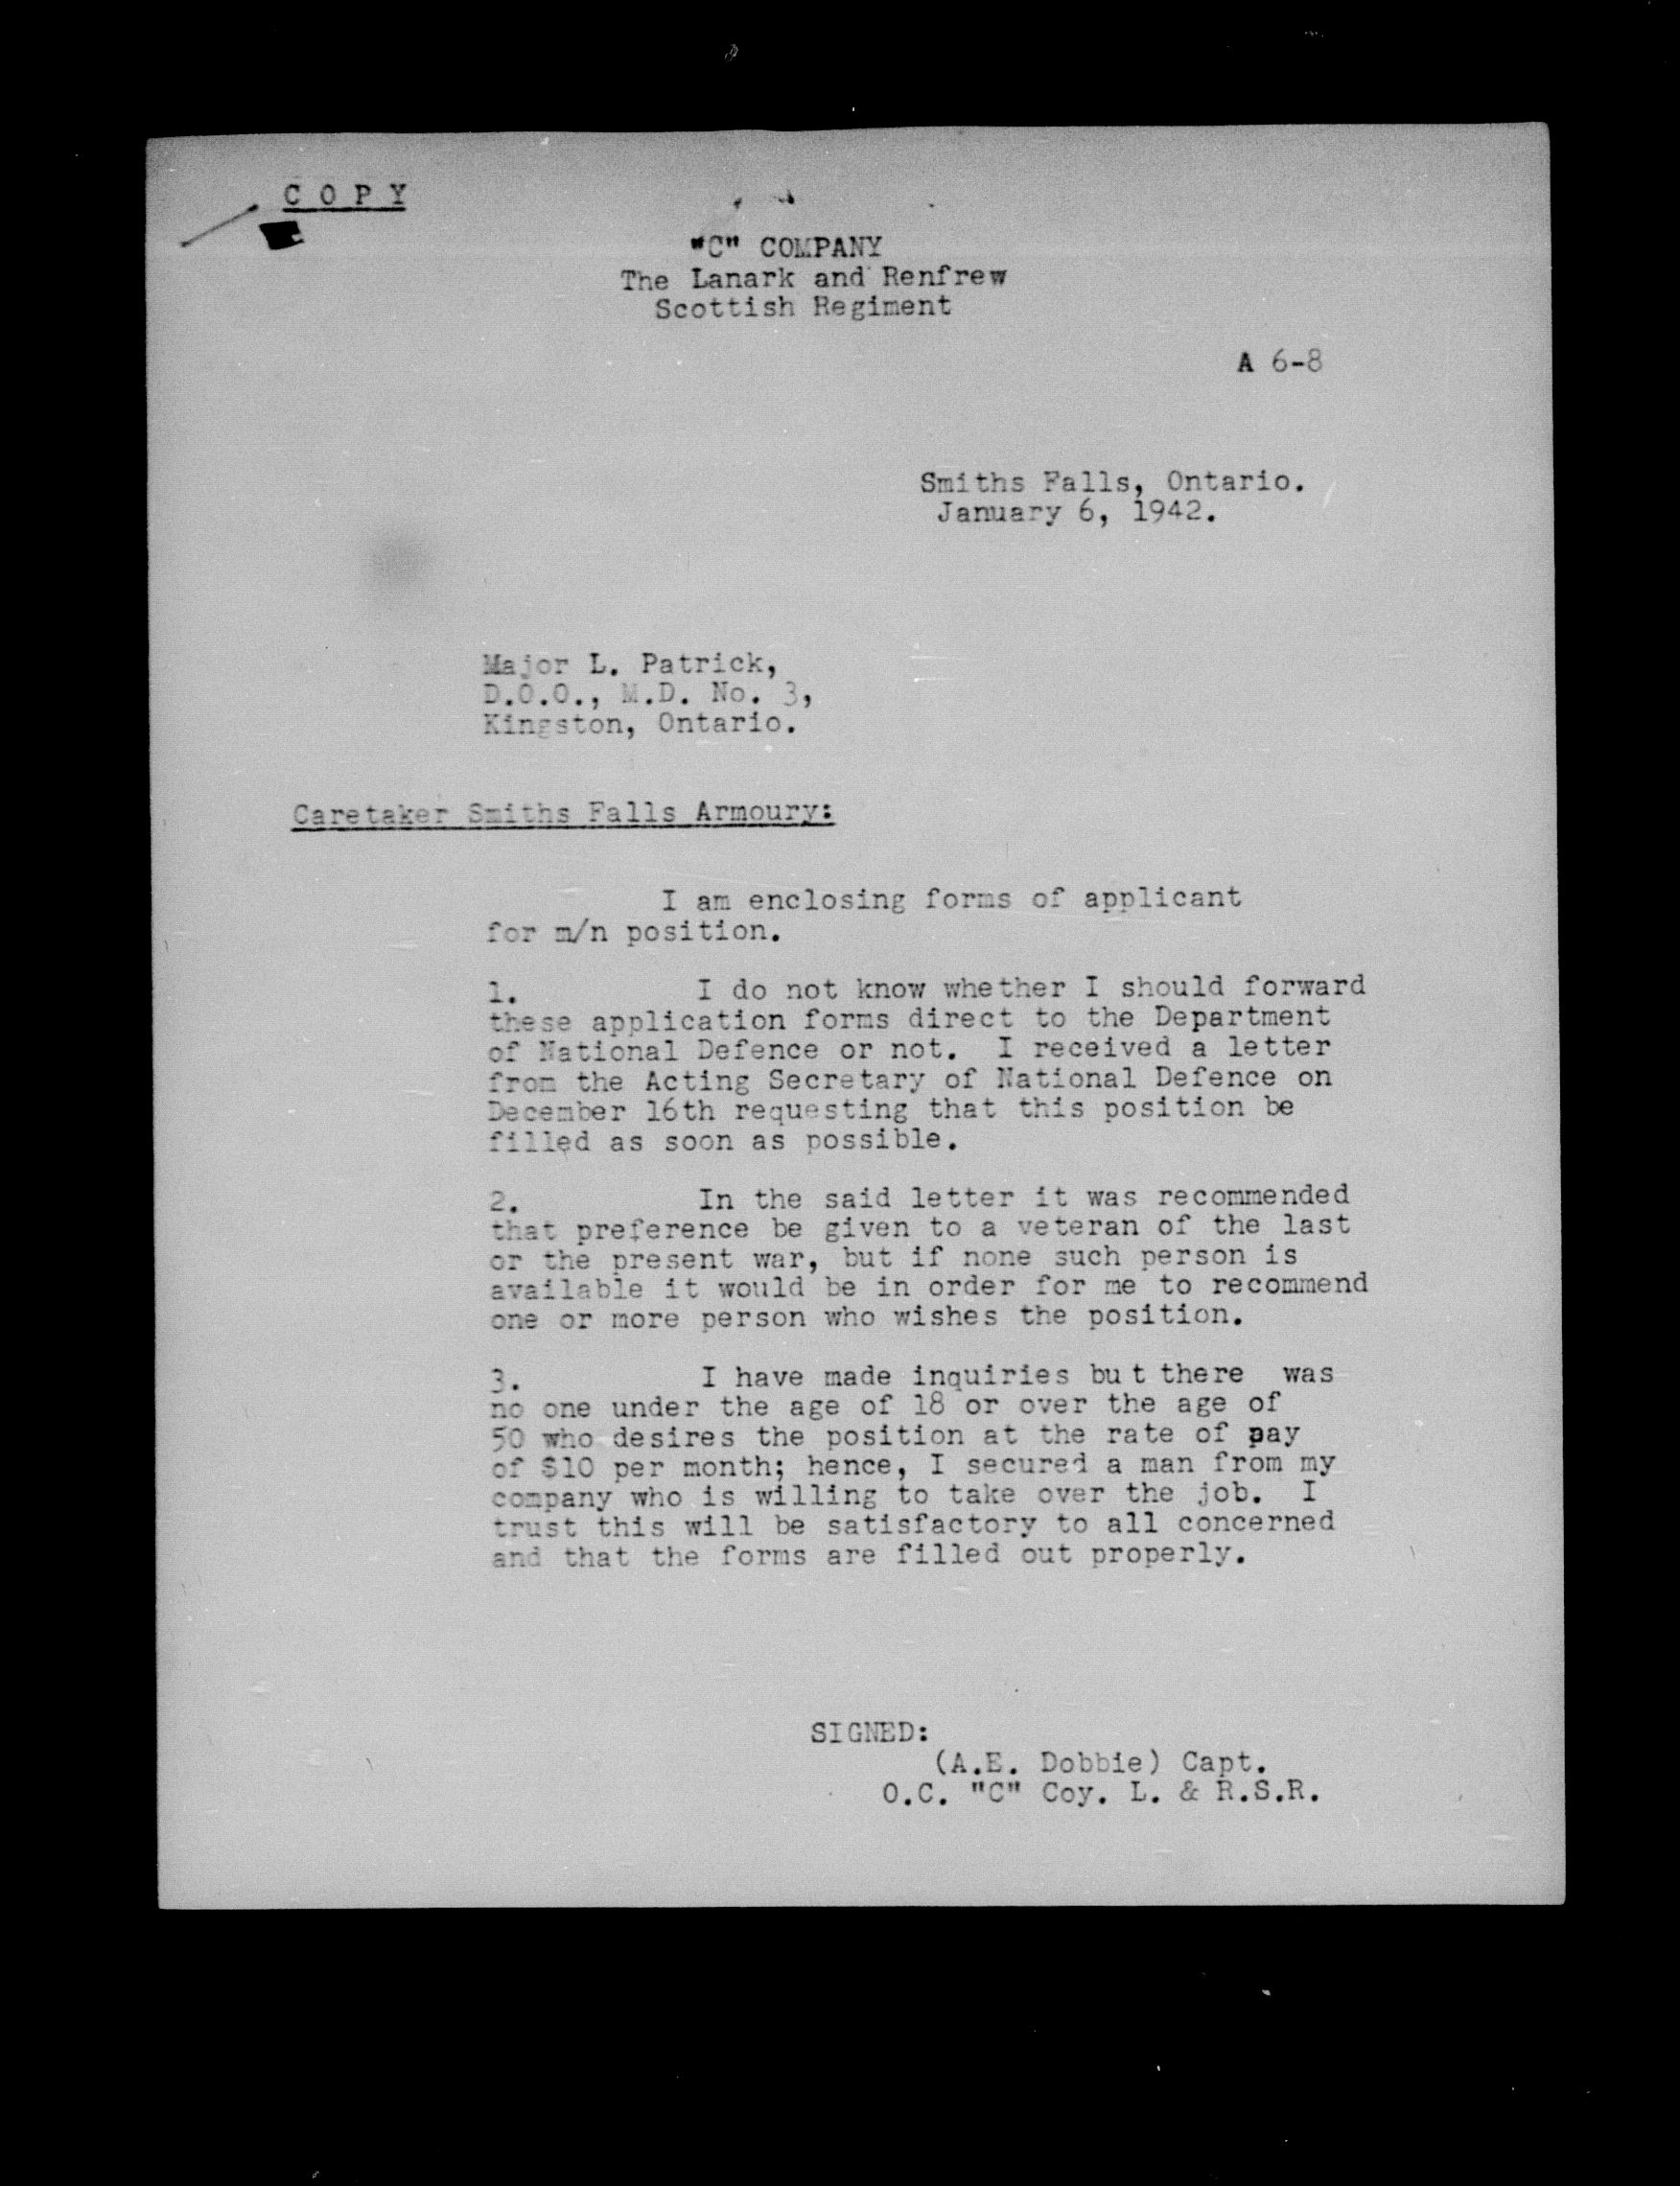 C O P Y
"C" COMPANY
The Lanark and Renfrew
Scottish Regiment
A 6-8
Smiths Falls, Ontario.
January 6, 1942.
Major L. Patrick,
D.O.O., M.D. No. 3,
Kingston, Ontario.
Caretaker Smiths Falls Armoury:
I am enclosing forms of applicant
for m/n position.
1. I do not know whether I should forward
these application forms direct to the Department
of National Defence or not. I received a letter
from the Acting Secretary of National Defence on
December 16th requesting that this position be
filled as soon as possible.
2. In the said letter it was recommended
that preference be given to a veteran of the last
or the present war, but if none such person is
available it would be in order for me to recommend
one or more person who wishes the position.
3. I have made inquiries but there was
no one under the age of 18 or over the age of
50 who desires the position at the rate of pay
of $10 per month; hence, I secured a man from my
company who is willing to take over the job. I
trust this will be satisfactory to all concerned
and that the forms are filled out properly.
SIGNED:
(A.E. Dobbie) Capt.
O.C. "C" Coy. L. & R.S.R.